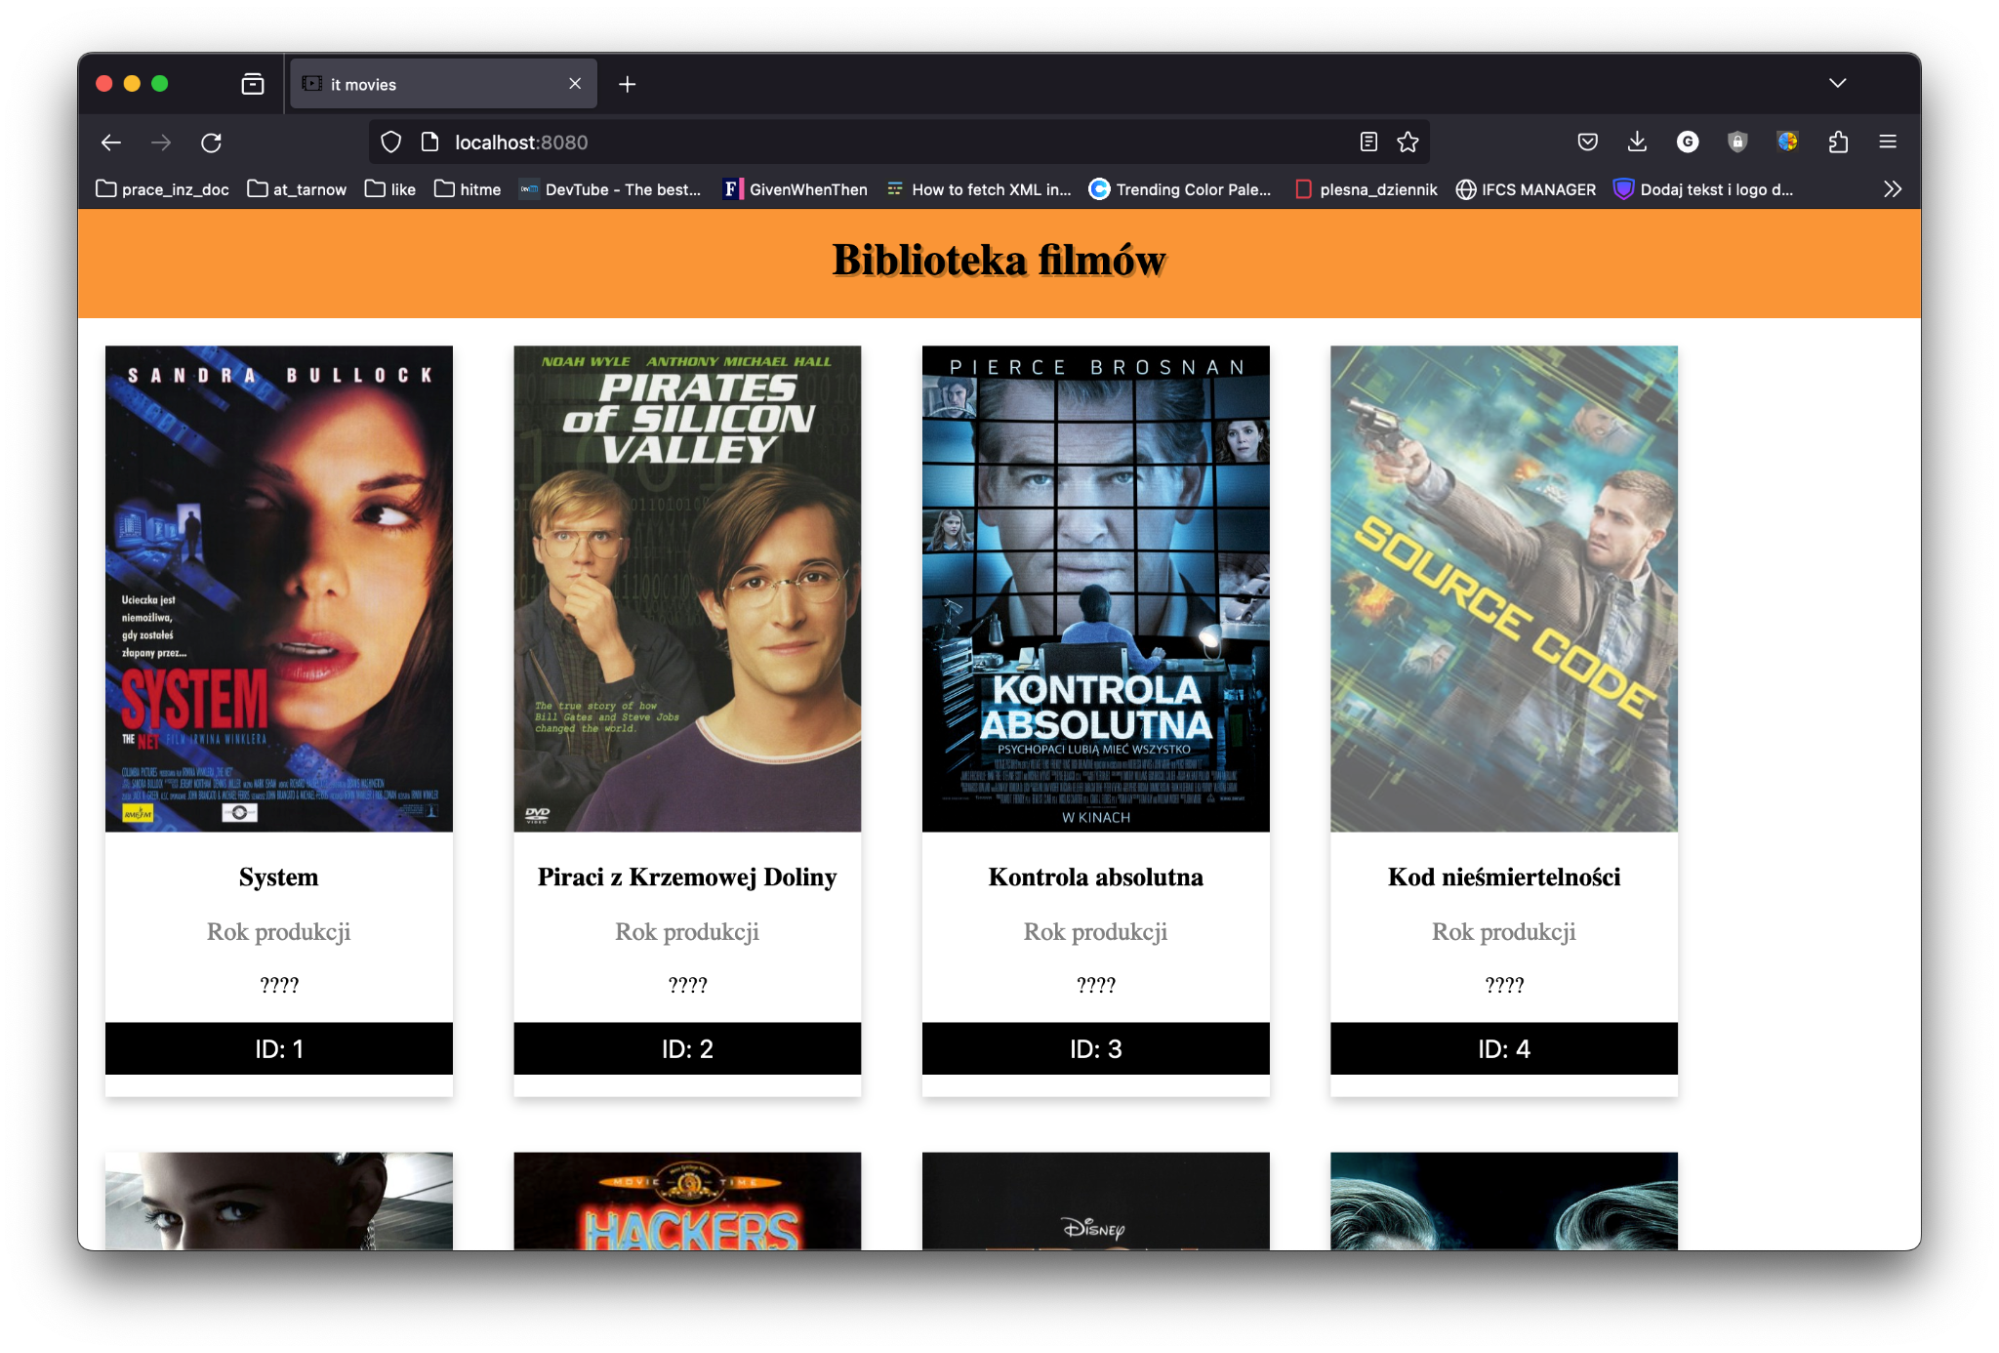 it movies
localhost:8080
prace_inz_doc at_tarnow like hitme DevTube - The best... GivenWhenThen How to fetch XML in... Trending Color Pale... plesna_dziennik IFCS MANAGER Dodaj tekst i logo d...
Biblioteka filmów
SANDRA BULLOCK
Ucieczka jest
niemożliwa,
gdy zostałeś
złapany przez...
SYSTEM
THE NET FILM IRWINA WINKLERA
NOAH WYLE ANTHONY MICHAEL HALL
PIRATES
of SILICON
VALLEY
The true story of how
Bill Gates and Steve Jobs
changed the world.
DVD
VIDEO
PIERCE BROSNAN
KONTROLA
ABSOLUTNA
PSYCHOPACI LUBIĄ MIEĆ WSZYSTKO
W KINACH
SOURCE CODE
System
Rok produkcji
????
ID: 1
Piraci z Krzemowej Doliny
Rok produkcji
????
ID: 2
Kontrola absolutna
Rok produkcji
????
ID: 3
Kod nieśmiertelności
Rok produkcji
????
ID: 4
MOVIE TIME
HACKERS
DISNEY